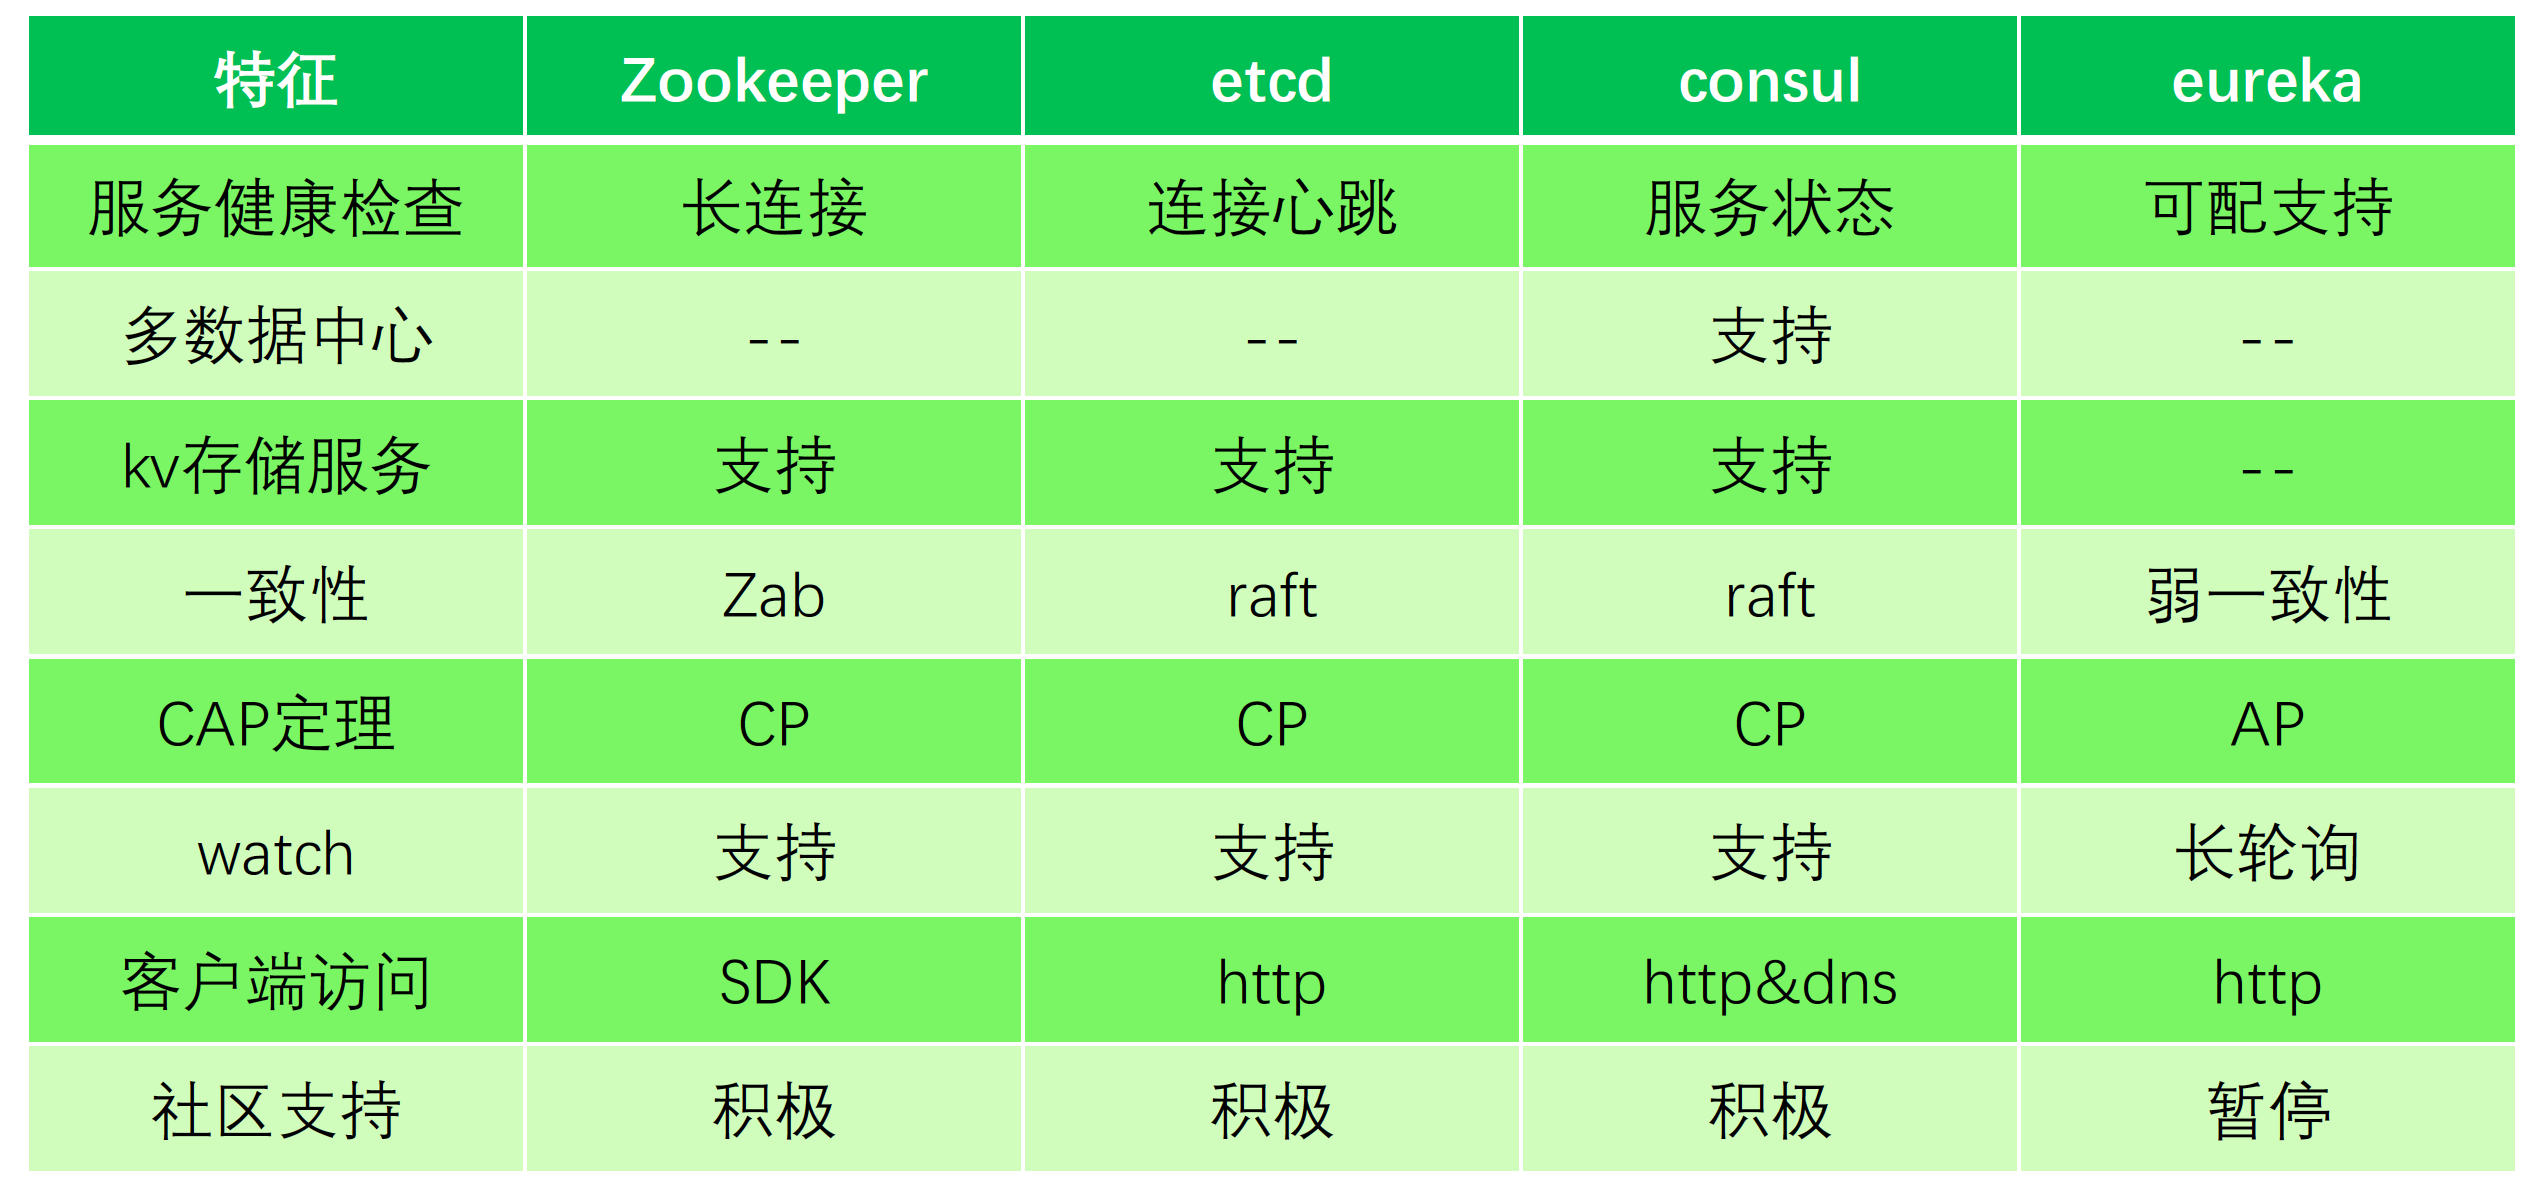 特征 Zookeeper etcd consul eureka
服务健康检查 长连接 连接心跳 服务状态 可配支持
多数据中心 -- -- 支持 --
kv存储服务 支持 支持 支持 --
一致性 Zab raft raft 弱一致性
CAP定理 CP CP CP AP
watch 支持 支持 支持 长轮询
客户端访问 SDK http http&dns http
社区支持 积极 积极 积极 暂停